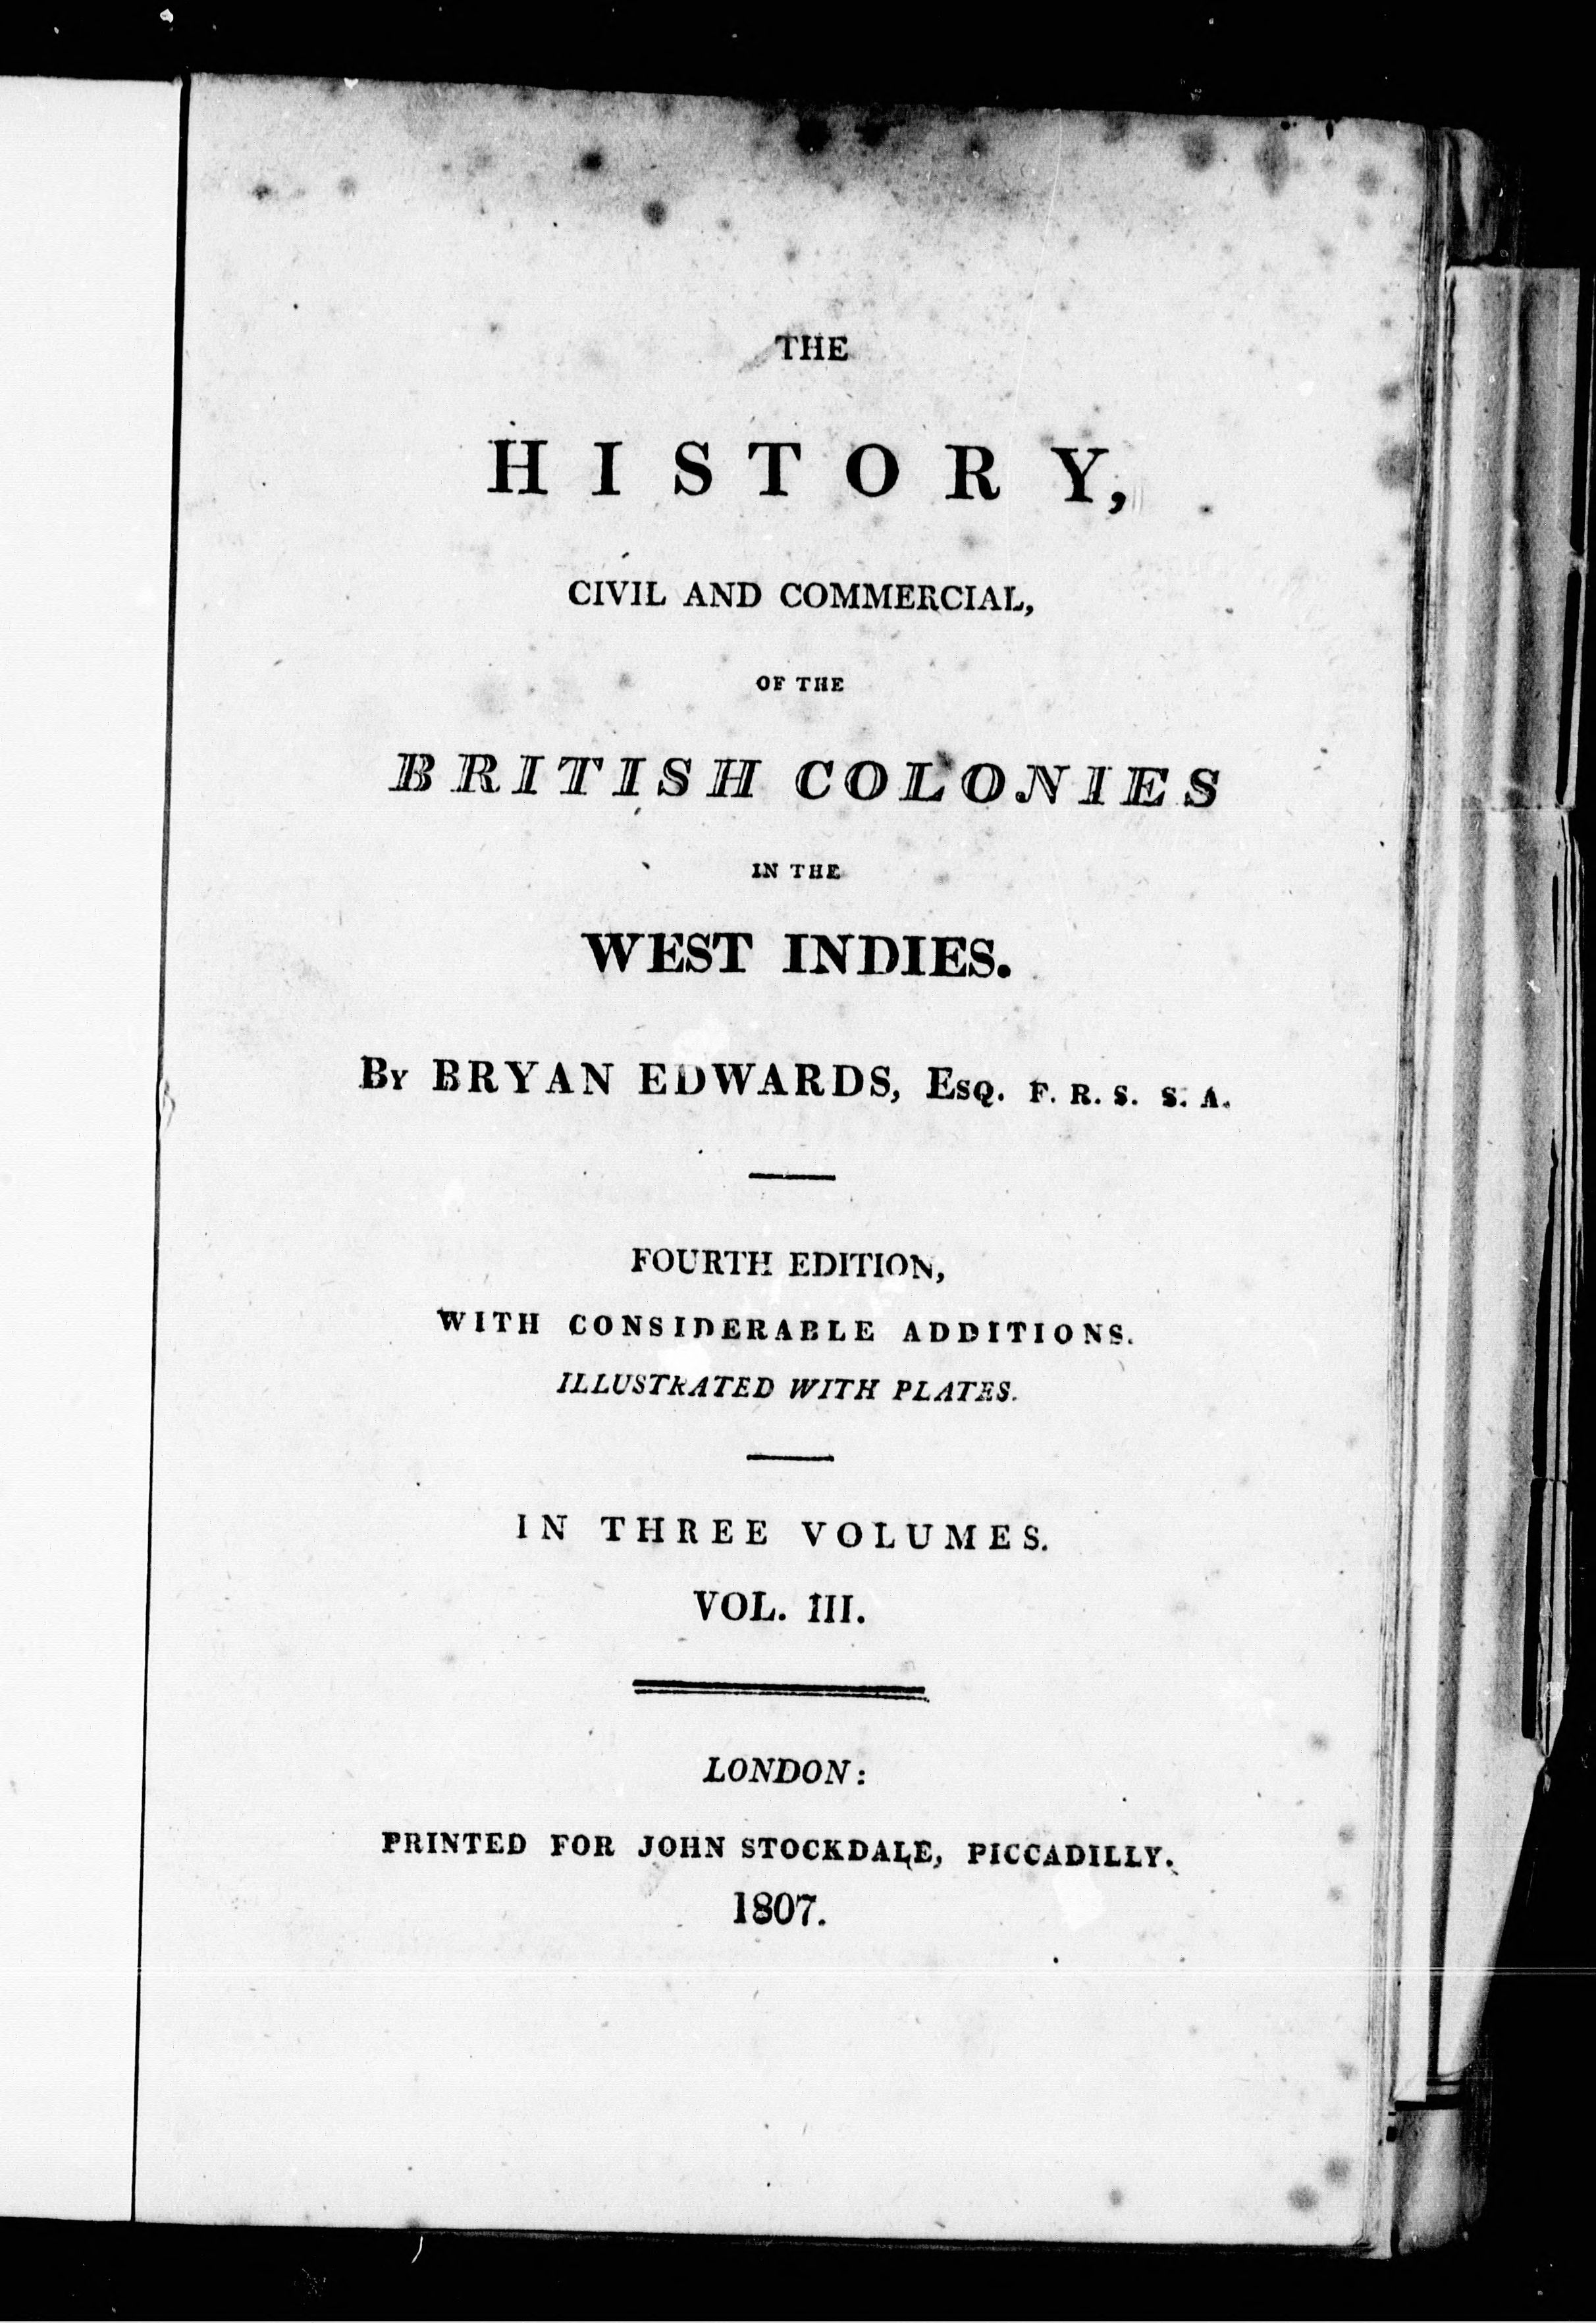 THE
HISTORY,
CIVIL AND COMMERCIAL,
OF THE
BRITISH COLONIES
IN THE
WEST INDIES.
By BRYAN EDWARDS, Esq. F. R. S. S. A.
FOURTH EDITION,
WITH CONSIDERABLE ADDITIONS.
ILLUSTRATED WITH PLATES.
IN THREE VOLUMES.
VOL. III.
LONDON:
PRINTED FOR JOHN STOCKDALE, PICCADILLY.
1807.